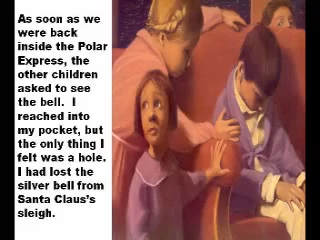 As soon as we
were back
inside the Polar
Express, the
other children
asked to see
the bell.  I
reached into
my pocket, but
the only thing I
felt was a hole.
I had lost the
silver bell from
Santa Claus's
sleigh.